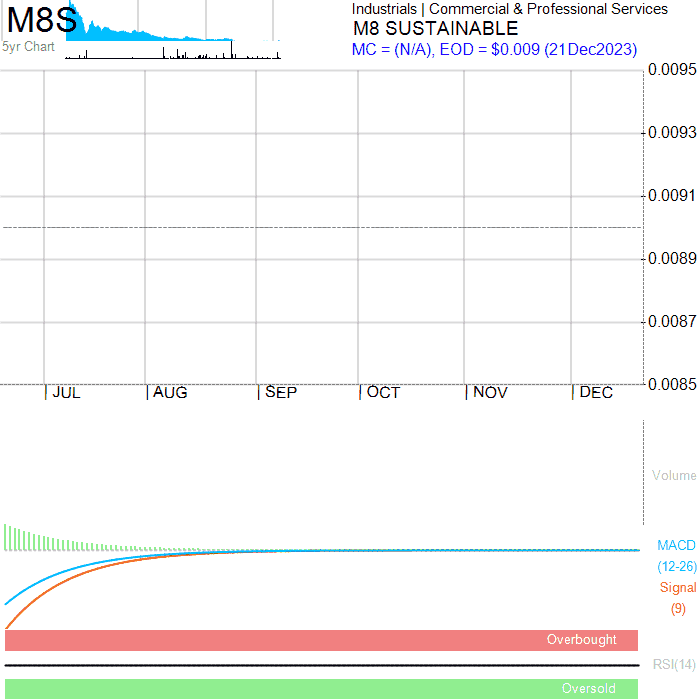 M8S
5yr Chart
Industrials | Commercial & Professional Services
M8 SUSTAINABLE
MC = (N/A), EOD = $0.009 (21Dec2023)
0.0095
0.0093
0.0091
0.0089
0.0087
0.0085
JUL AUG SEP OCT NOV DEC
Volume
MACD
(12-26)
Signal
(9)
Overbought
RSI(14)
Oversold